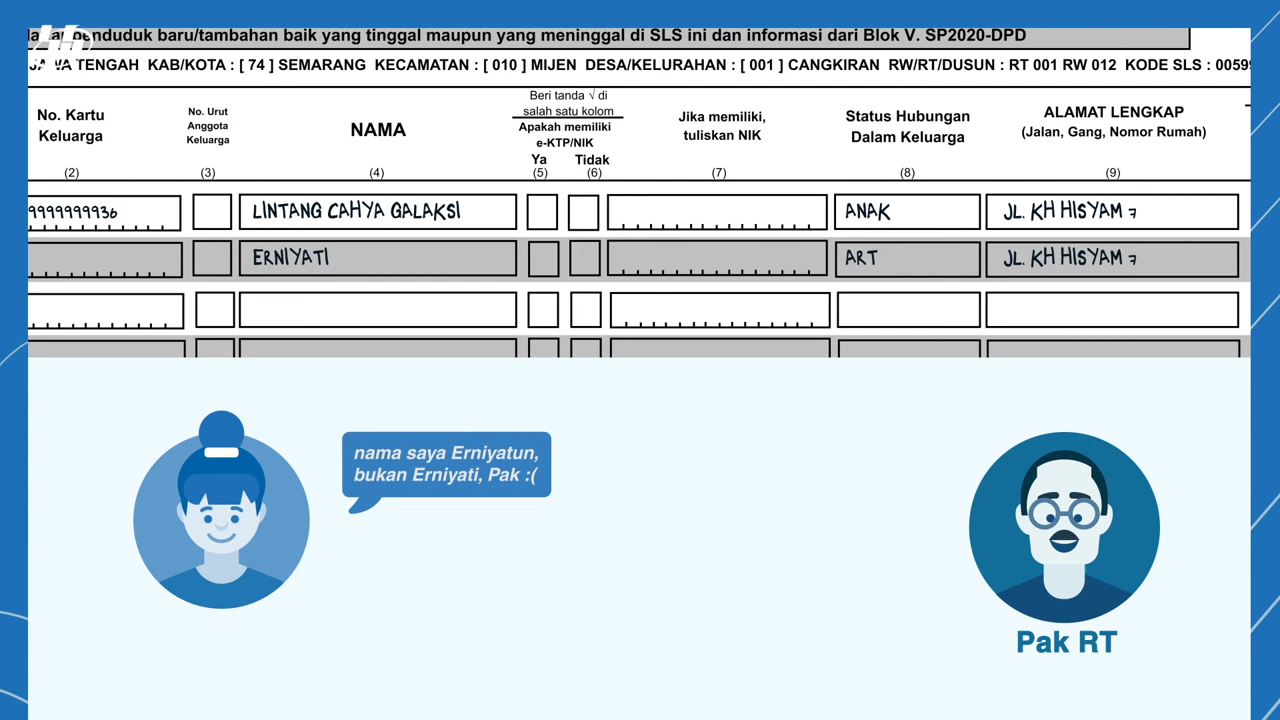 penduduk baru/tambahan baik yang tinggal maupun yang meninggal di SLS ini dan informasi dari Blok V. SP2020-DPD
TENGAH KAB/KOTA : [ 74 ] SEMARANG KECAMATAN : [ 010 ] MIJEN DESA/KELURAHAN : [ 001 ] CANGKIRAN RW/RT/DUSUN : RT 001 RW 012 KODE SLS : 0059
No. Kartu
Keluarga
No. Urut
Anggota
Keluarga
NAMA
Beri tanda √ di
salah satu kolom
Apakah memiliki
e-KTP/NIK
Ya Tidak
Jika memiliki,
tuliskan NIK
Status Hubungan
Dalam Keluarga
ALAMAT LENGKAP
(Jalan, Gang, Nomor Rumah)
(2) (3) (4) (5) (6) (7) (8) (9)
9999999936 LINTANG CAHYA GALAKSI ANAK JL. KH HISYAM 7
ERNIYATI ART JL. KH HISYAM 7
nama saya Erniyatun,
bukan Erniyati, Pak :(
Pak RT